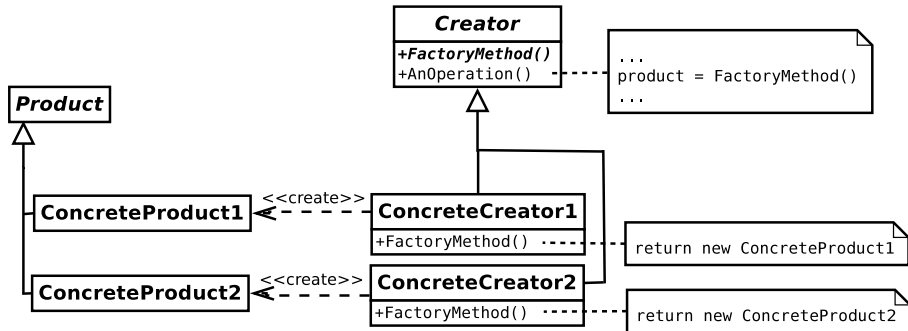 Creator
+FactoryMethod()
+AnOperation()
...
product = FactoryMethod()
...
Product
<<create>>
ConcreteProduct1
ConcreteCreator1
+FactoryMethod()
return new ConcreteProduct1
<<create>>
ConcreteProduct2
ConcreteCreator2
+FactoryMethod()
return new ConcreteProduct2